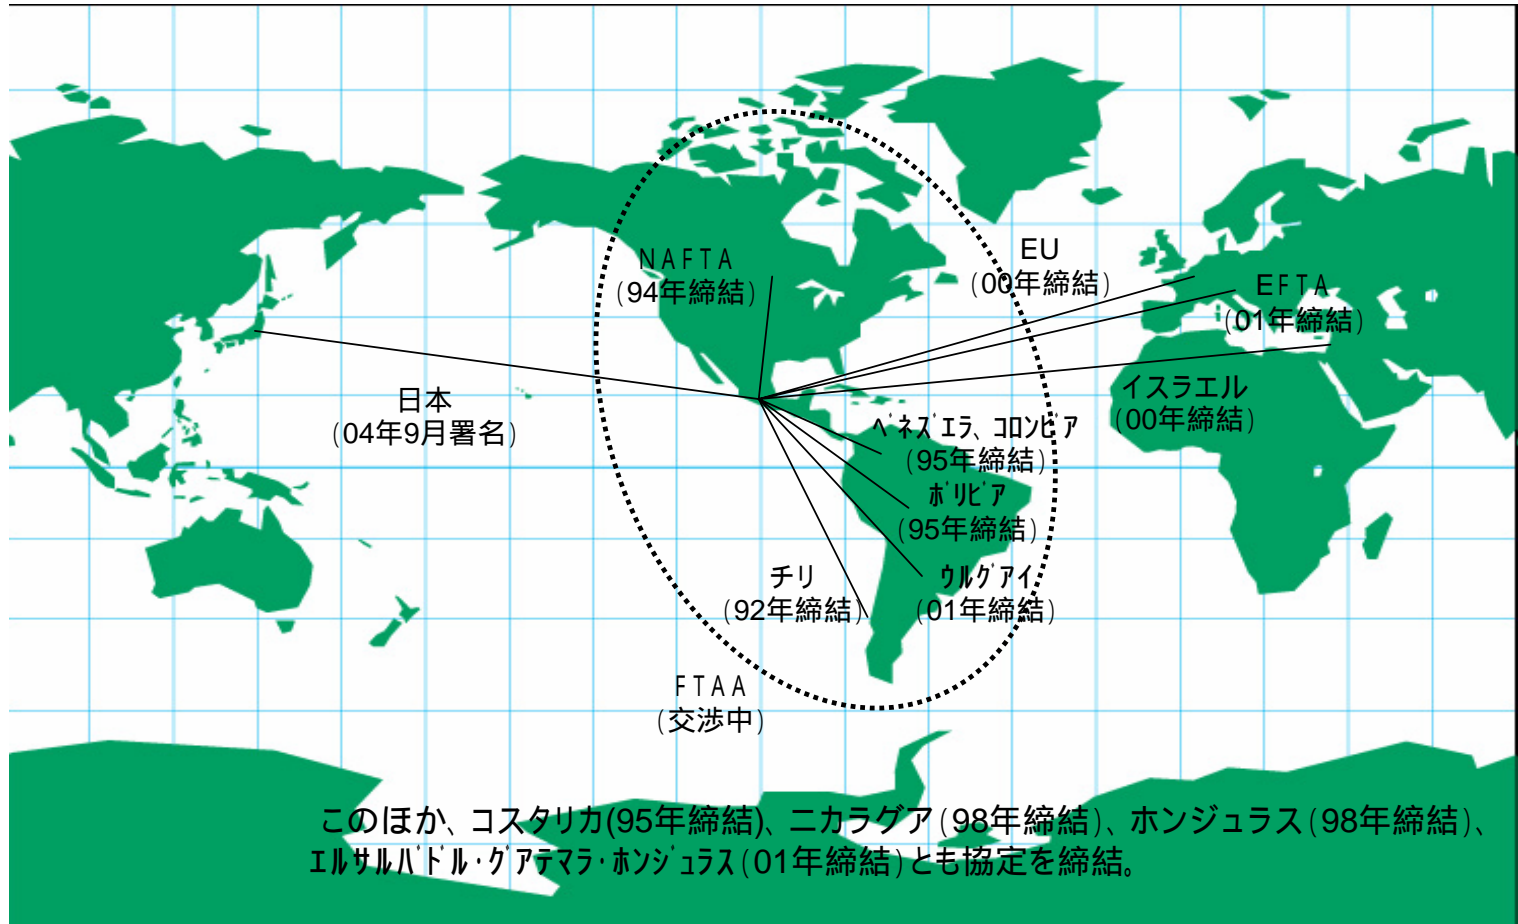 NAFTA
(94年締結)
EU
(00年締結)
EFTA
(01年締結)
日本
(04年9月署名)
イスラエル
(00年締結)
ﾍﾞﾈｽﾞｴﾗ、ｺﾛﾝﾋﾞｱ
(95年締結)
ﾎﾞﾘﾋﾞｱ
(95年締結)
チリ
(92年締結)
ｳﾙｸﾞｱｲ
(01年締結)
FTAA
(交渉中)
このほか、コスタリカ(95年締結)、ニカラグア(98年締結)、ホンジュラス(98年締結)、
ｴﾙｻﾙﾊﾞﾄﾞﾙ・ｸﾞｱﾃﾏﾗ・ﾎﾝｼﾞｭﾗｽ(01年締結)とも協定を締結。